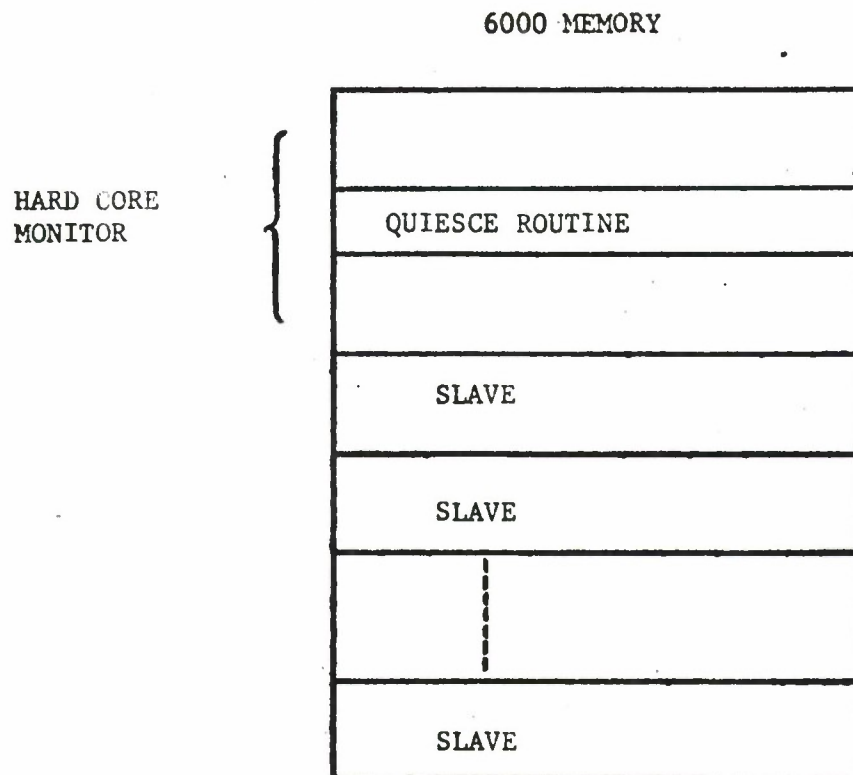 6000 MEMORY
HARD CORE
MONITOR
QUIESCE ROUTINE
SLAVE
SLAVE
SLAVE